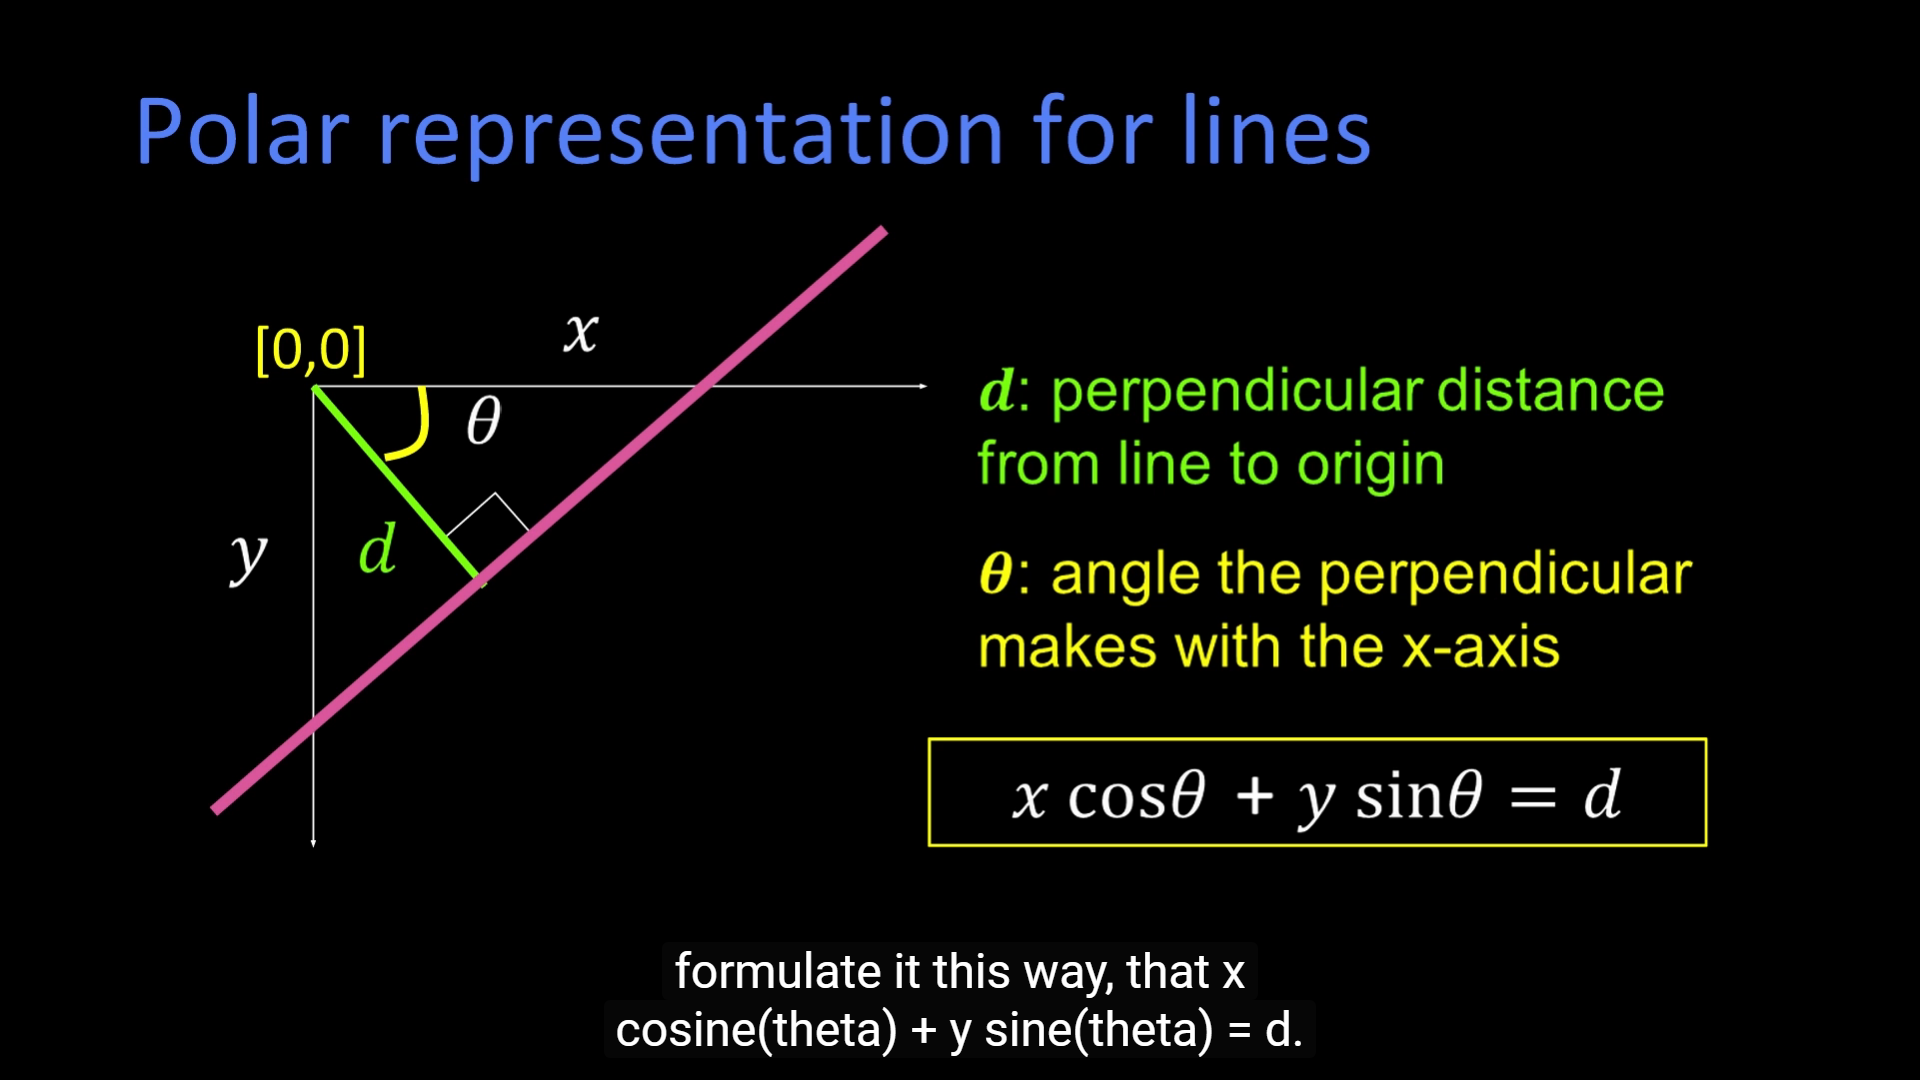 Polar representation for lines
[0,0]
x
θ
y
d
d: perpendicular distance
from line to origin
θ: angle the perpendicular
makes with the x-axis
x cosθ + y sinθ = d
formulate it this way, that x
cosine(theta) + y sine(theta) = d.